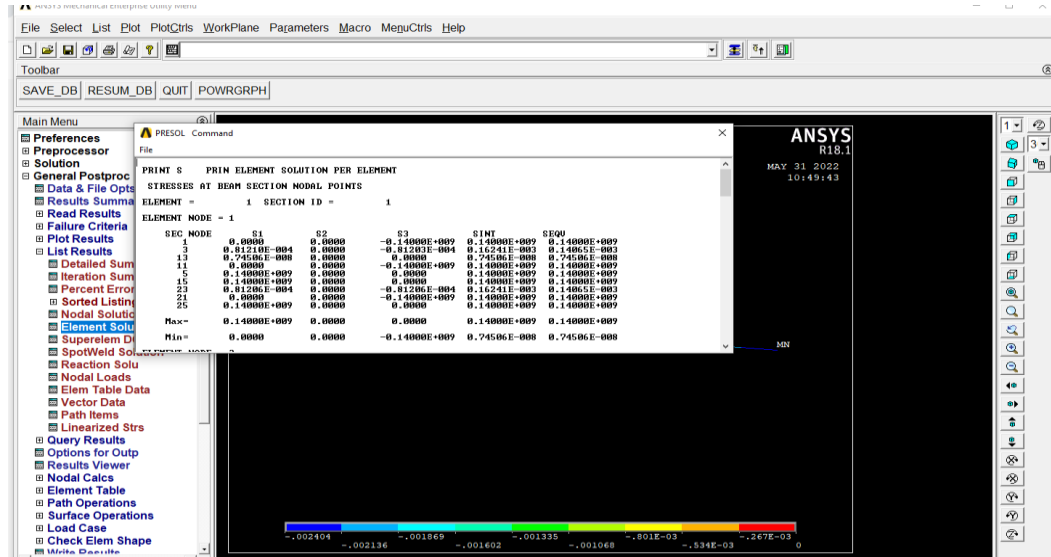 ANSYS Mechanical Enterprise Utility Menu
File Select List Plot PlotCtrls WorkPlane Parameters Macro MenuCtrls Help
Toolbar
SAVE_DB RESUM_DB QUIT POWRGRPH
Main Menu
Preferences
Preprocessor
Solution
General Postproc
Data & File Opts
Results Summa
Read Results
Failure Criteria
Plot Results
List Results
Detailed Sum
Iteration Sum
Percent Error
Sorted Listing
Nodal Solutio
Element Solu
Superelem D
SpotWeld Solution
Reaction Solu
Nodal Loads
Elem Table Data
Vector Data
Path Items
Linearized Strs
Query Results
Options for Outp
Results Viewer
Nodal Calcs
Element Table
Path Operations
Surface Operations
Load Case
Check Elem Shape
Write Results
PRESOL Command
File
PRINT S PRIN ELEMENT SOLUTION PER ELEMENT
STRESSES AT BEAM SECTION NODAL POINTS
ELEMENT = 1 SECTION ID = 1
ELEMENT NODE = 1
SEC NODE S1 S2 S3 SINT SEQV
1 0.0000 0.0000 -0.14000E+009 0.14000E+009 0.14000E+009
3 0.81210E-004 0.0000 -0.81203E-004 0.16241E-003 0.14065E-003
13 0.74506E-008 0.0000 0.0000 0.74506E-008 0.74506E-008
11 0.0000 0.0000 -0.14000E+009 0.14000E+009 0.14000E+009
5 0.14000E+009 0.0000 0.0000 0.14000E+009 0.14000E+009
15 0.14000E+009 0.0000 0.0000 0.14000E+009 0.14000E+009
23 0.81206E-004 0.0000 -0.81206E-004 0.16241E-003 0.14065E-003
21 0.0000 0.0000 -0.14000E+009 0.14000E+009 0.14000E+009
25 0.14000E+009 0.0000 0.0000 0.14000E+009 0.14000E+009
Max= 0.14000E+009 0.0000 0.0000 0.14000E+009 0.14000E+009
Min= 0.0000 0.0000 -0.14000E+009 0.74506E-008 0.74506E-008
ELEMENT NODE = 2
ANSYS
R18.1
MAY 31 2022
10:49:43
MN
1
3
-.002404 -.001869 -.001335 -.801E-03 -.267E-03
-.002136 -.001602 -.001068 -.534E-03 0